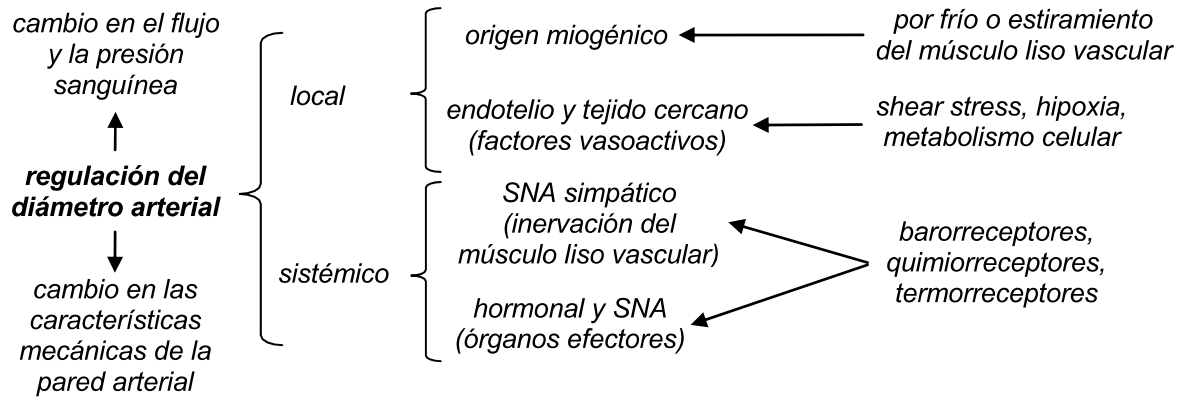 cambio en el flujo
y la presión
sanguínea
regulación del
diámetro arterial
cambio en las
características
mecánicas de la
pared arterial
local
sistémico
origen miogénico
endotelio y tejido cercano
(factores vasoactivos)
SNA simpático
(inervación del
músculo liso vascular)
hormonal y SNA
(órganos efectores)
por frío o estiramiento
del músculo liso vascular
shear stress, hipoxia,
metabolismo celular
barorreceptores,
quimiorreceptores,
termorreceptores